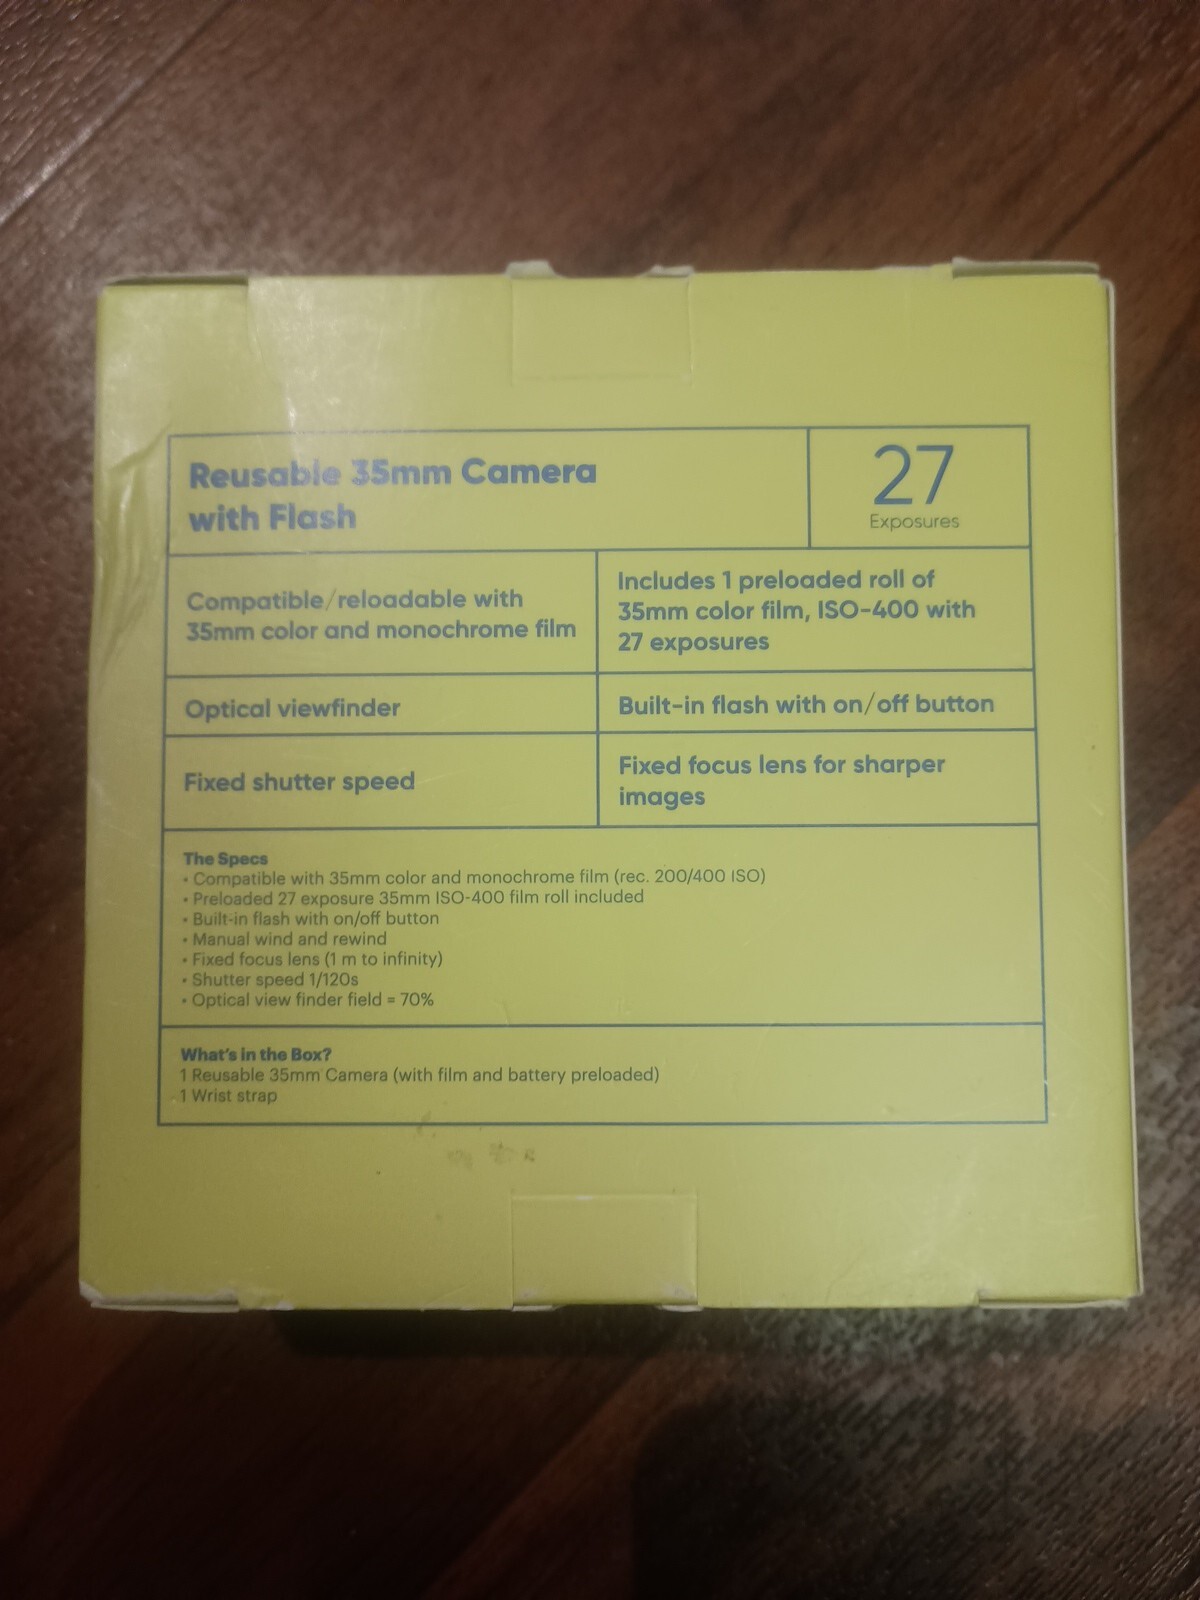 Reusable 35mm Camera
with Flash
27
Exposures
Compatible/reloadable with
35mm color and monochrome film
Includes 1 preloaded roll of
35mm color film, ISO-400 with
27 exposures
Optical viewfinder
Built-in flash with on/off button
Fixed shutter speed
Fixed focus lens for sharper
images
The Specs
• Compatible with 35mm color and monochrome film (rec. 200/400 ISO)
• Preloaded 27 exposure 35mm ISO-400 film roll included
• Built-in flash with on/off button
• Manual wind and rewind
• Fixed focus lens (1 m to infinity)
• Shutter speed 1/120s
• Optical view finder field = 70%
What's in the Box?
1 Reusable 35mm Camera (with film and battery preloaded)
1 Wrist strap